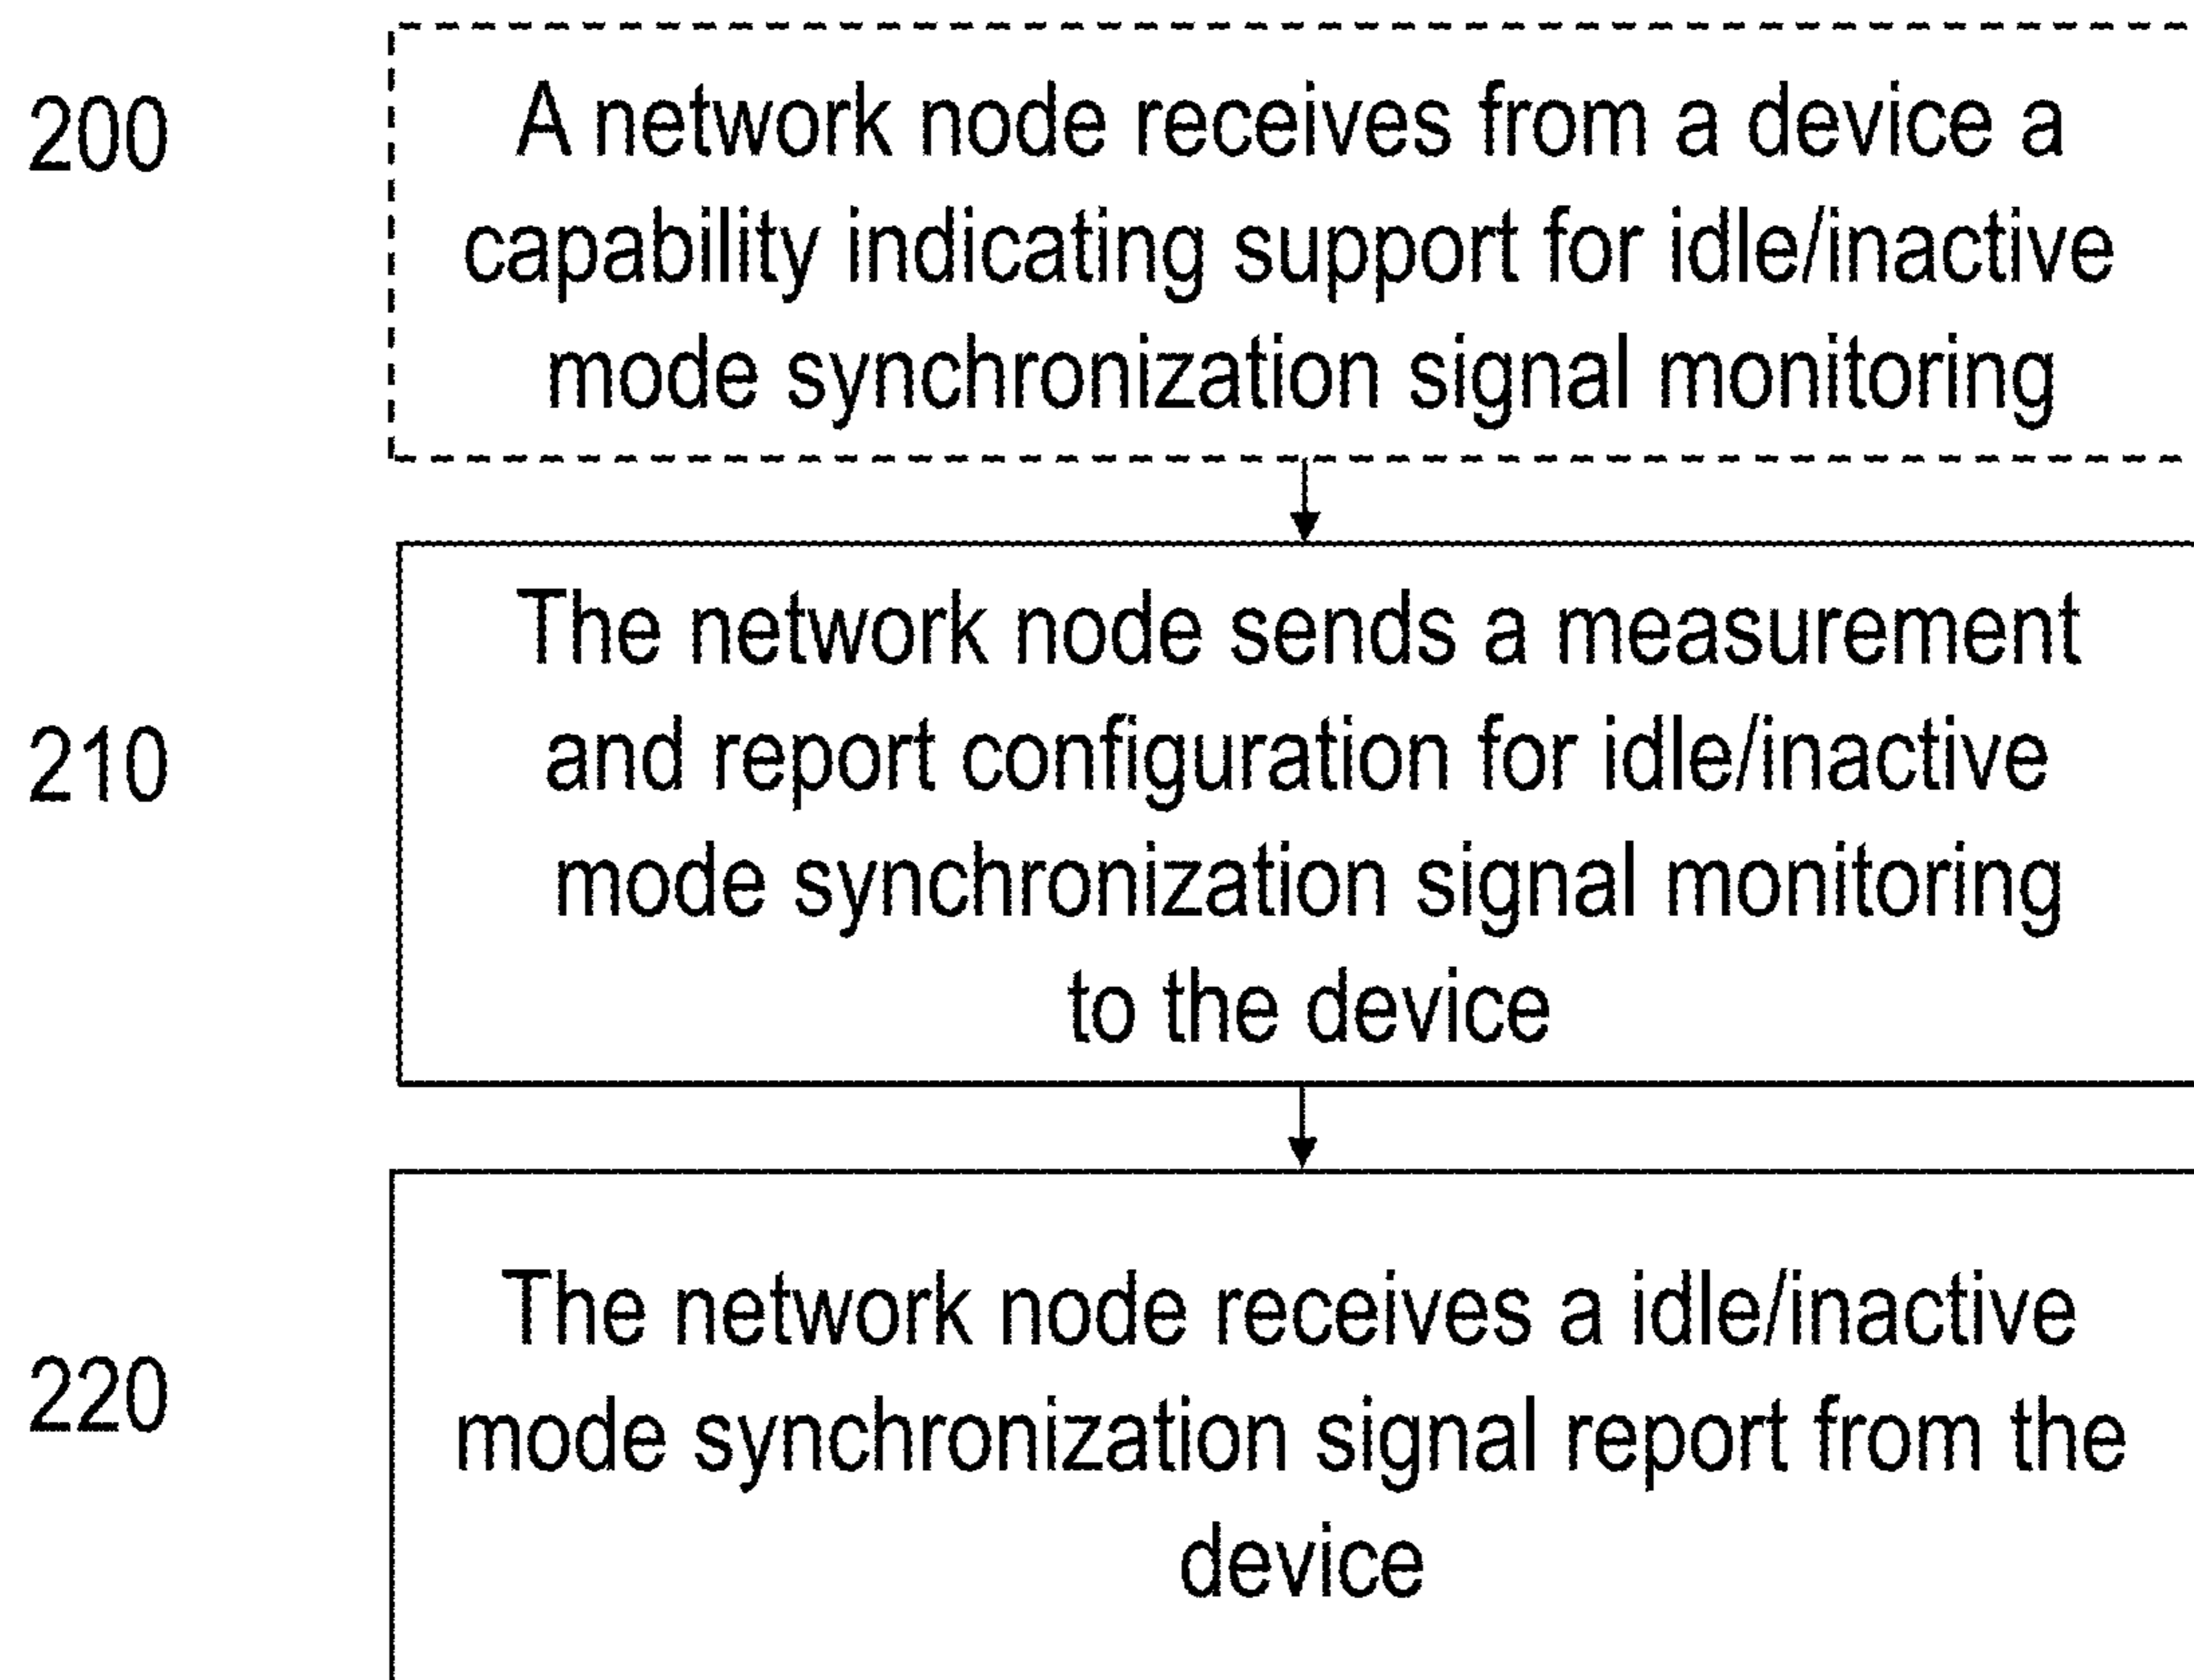 200
A network node receives from a device a
capability indicating support for idle/inactive
mode synchronization signal monitoring
210
The network node sends a measurement
and report configuration for idle/inactive
mode synchronization signal monitoring
to the device
220
The network node receives a idle/inactive
mode synchronization signal report from the
device